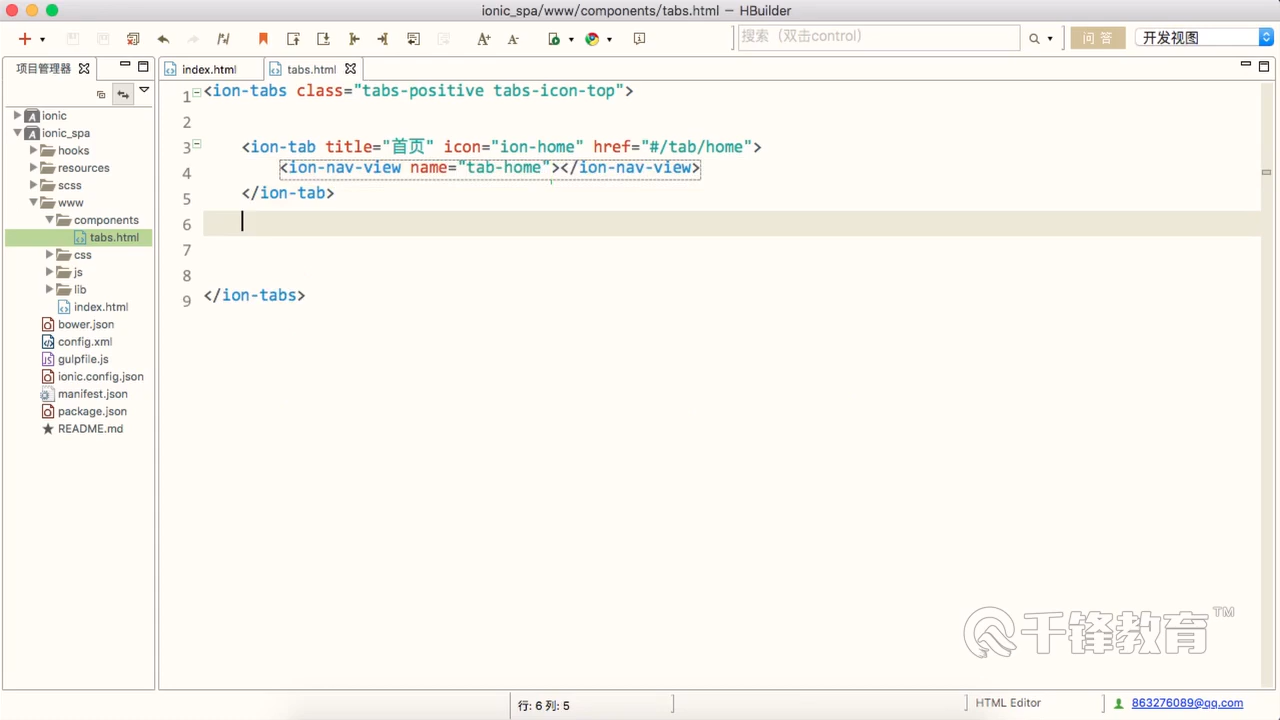 ionic_spa/www/components/tabs.html — HBuilder
搜索（双击control） 问 答 开发视图
项目管理器 index.html tabs.html
ionic
ionic_spa
hooks
resources
scss
www
components
tabs.html
css
js
lib
index.html
bower.json
config.xml
gulpfile.js
ionic.config.json
manifest.json
package.json
README.md
1 <ion-tabs class="tabs-positive tabs-icon-top">
2
3 <ion-tab title="首页" icon="ion-home" href="#/tab/home">
4 <ion-nav-view name="tab-home"></ion-nav-view>
5 </ion-tab>
6
7
8
9 </ion-tabs>
千锋教育 TM
行: 6 列: 5 HTML Editor 863276089@qq.com